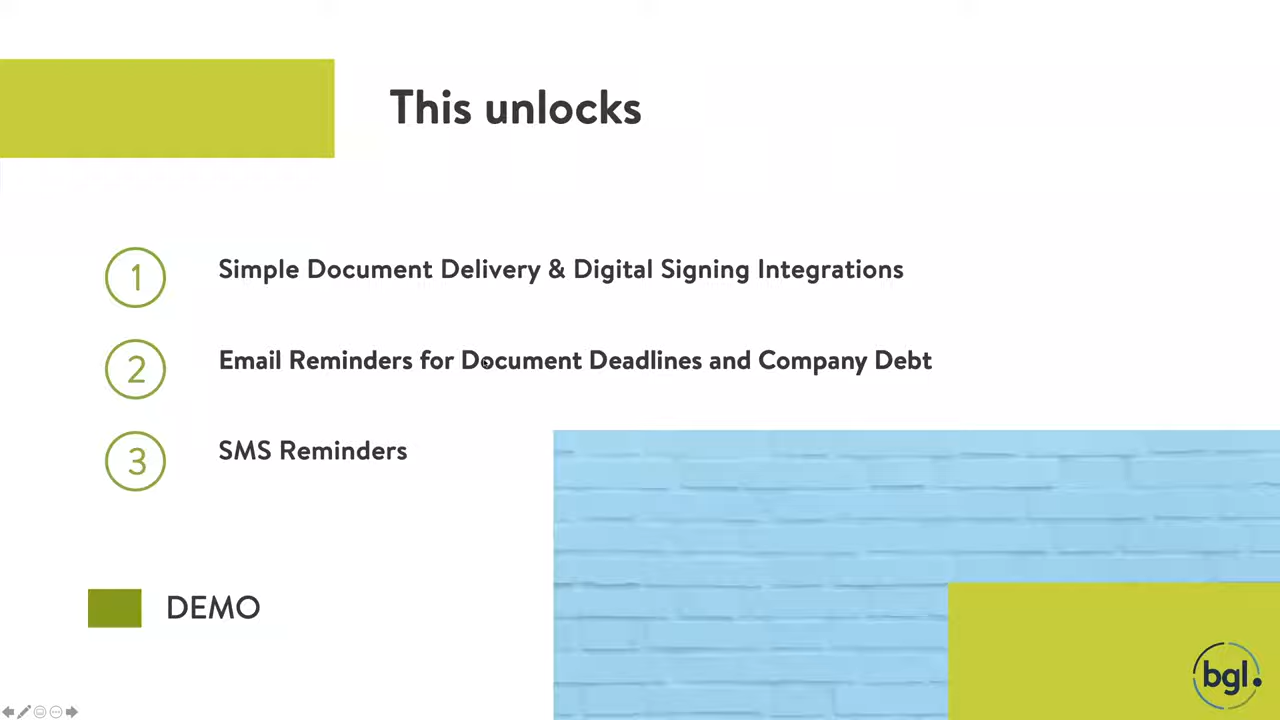 This unlocks
1
Simple Document Delivery & Digital Signing Integrations
2
Email Reminders for Document Deadlines and Company Debt
3
SMS Reminders
DEMO
bgl.